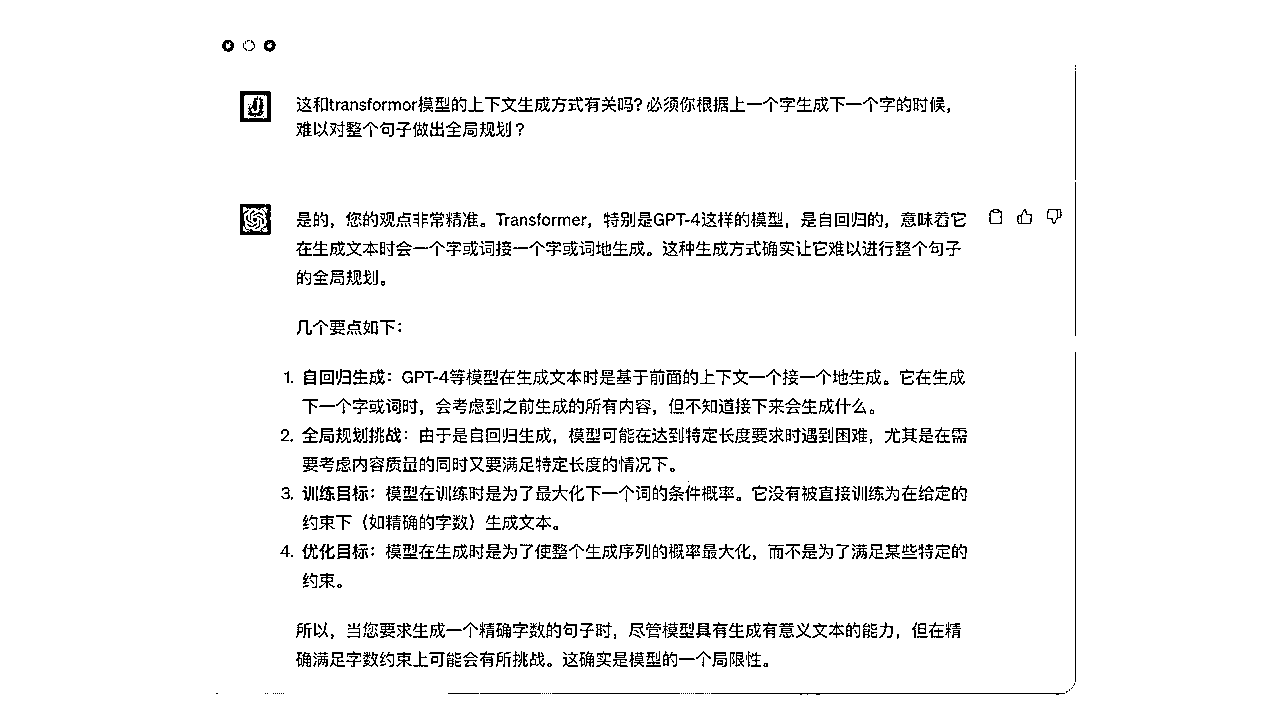 这和transformor模型的上下文生成方式有关吗？必须你根据上一个字生成下一个字的时候，
难以对整个句子做出全局规划？
是的，您的观点非常精准。Transformer，特别是GPT-4这样的模型，是自回归的，意味着它
在生成文本时会一个字或词接一个字或词地生成。这种生成方式确实让它难以进行整个句子
的全局规划。
几个要点如下：
1. 自回归生成：GPT-4等模型在生成文本时是基于前面的上下文一个接一个地生成。它在生成
下一个字或词时，会考虑到之前生成的所有内容，但不知道接下来会生成什么。
2. 全局规划挑战：由于是自回归生成，模型可能在达到特定长度要求时遇到困难，尤其是在需
要考虑内容质量的同时又要满足特定长度的情况下。
3. 训练目标：模型在训练时是为了最大化下一个词的条件概率。它没有被直接训练为在给定的
约束下（如精确的字数）生成文本。
4. 优化目标：模型在生成时是为了使整个生成序列的概率最大化，而不是为了满足某些特定的
约束。
所以，当您要求生成一个精确字数的句子时，尽管模型具有生成有意义文本的能力，但在精
确满足字数约束上可能会有所挑战。这确实是模型的一个局限性。